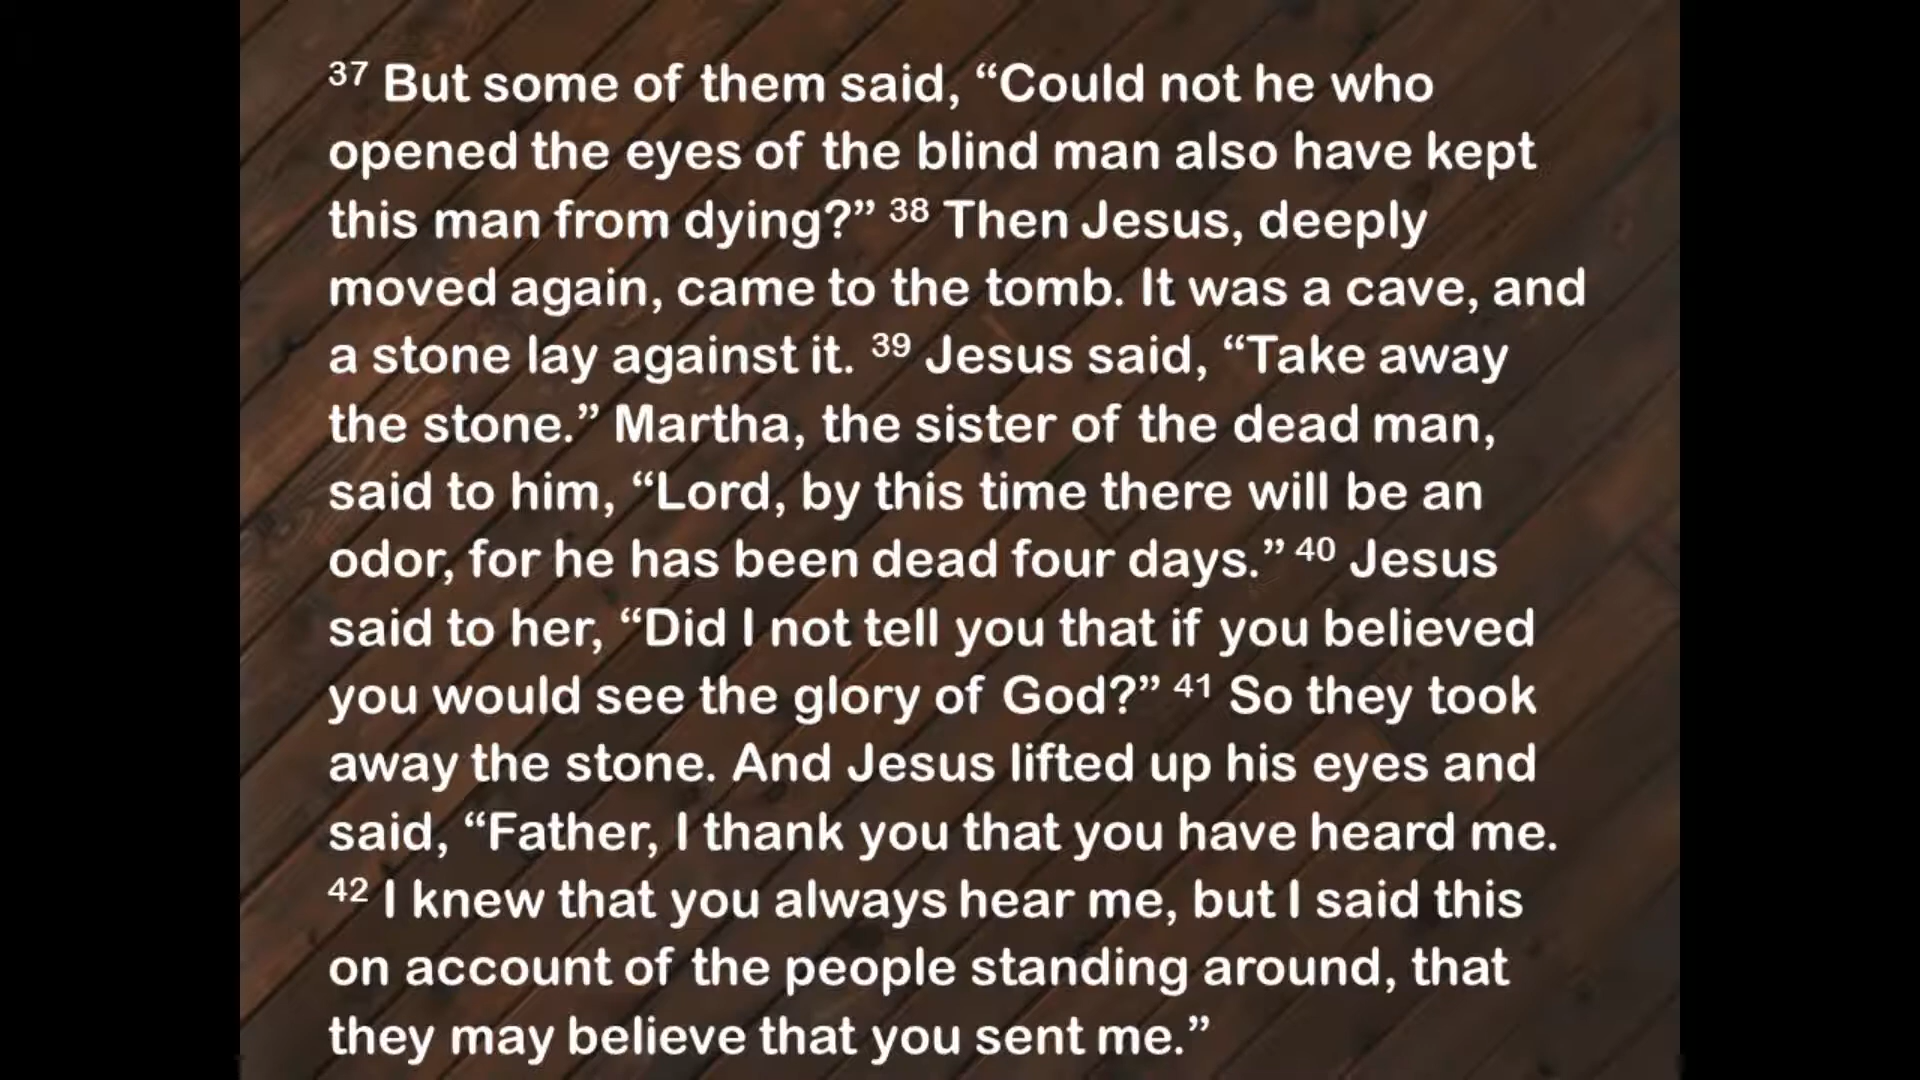 37 But some of them said, “Could not he who
opened the eyes of the blind man also have kept
this man from dying?” 38 Then Jesus, deeply
moved again, came to the tomb. It was a cave, and
a stone lay against it. 39 Jesus said, “Take away
the stone.” Martha, the sister of the dead man,
said to him, “Lord, by this time there will be an
odor, for he has been dead four days.” 40 Jesus
said to her, “Did I not tell you that if you believed
you would see the glory of God?” 41 So they took
away the stone. And Jesus lifted up his eyes and
said, “Father, I thank you that you have heard me.
42 I knew that you always hear me, but I said this
on account of the people standing around, that
they may believe that you sent me.”